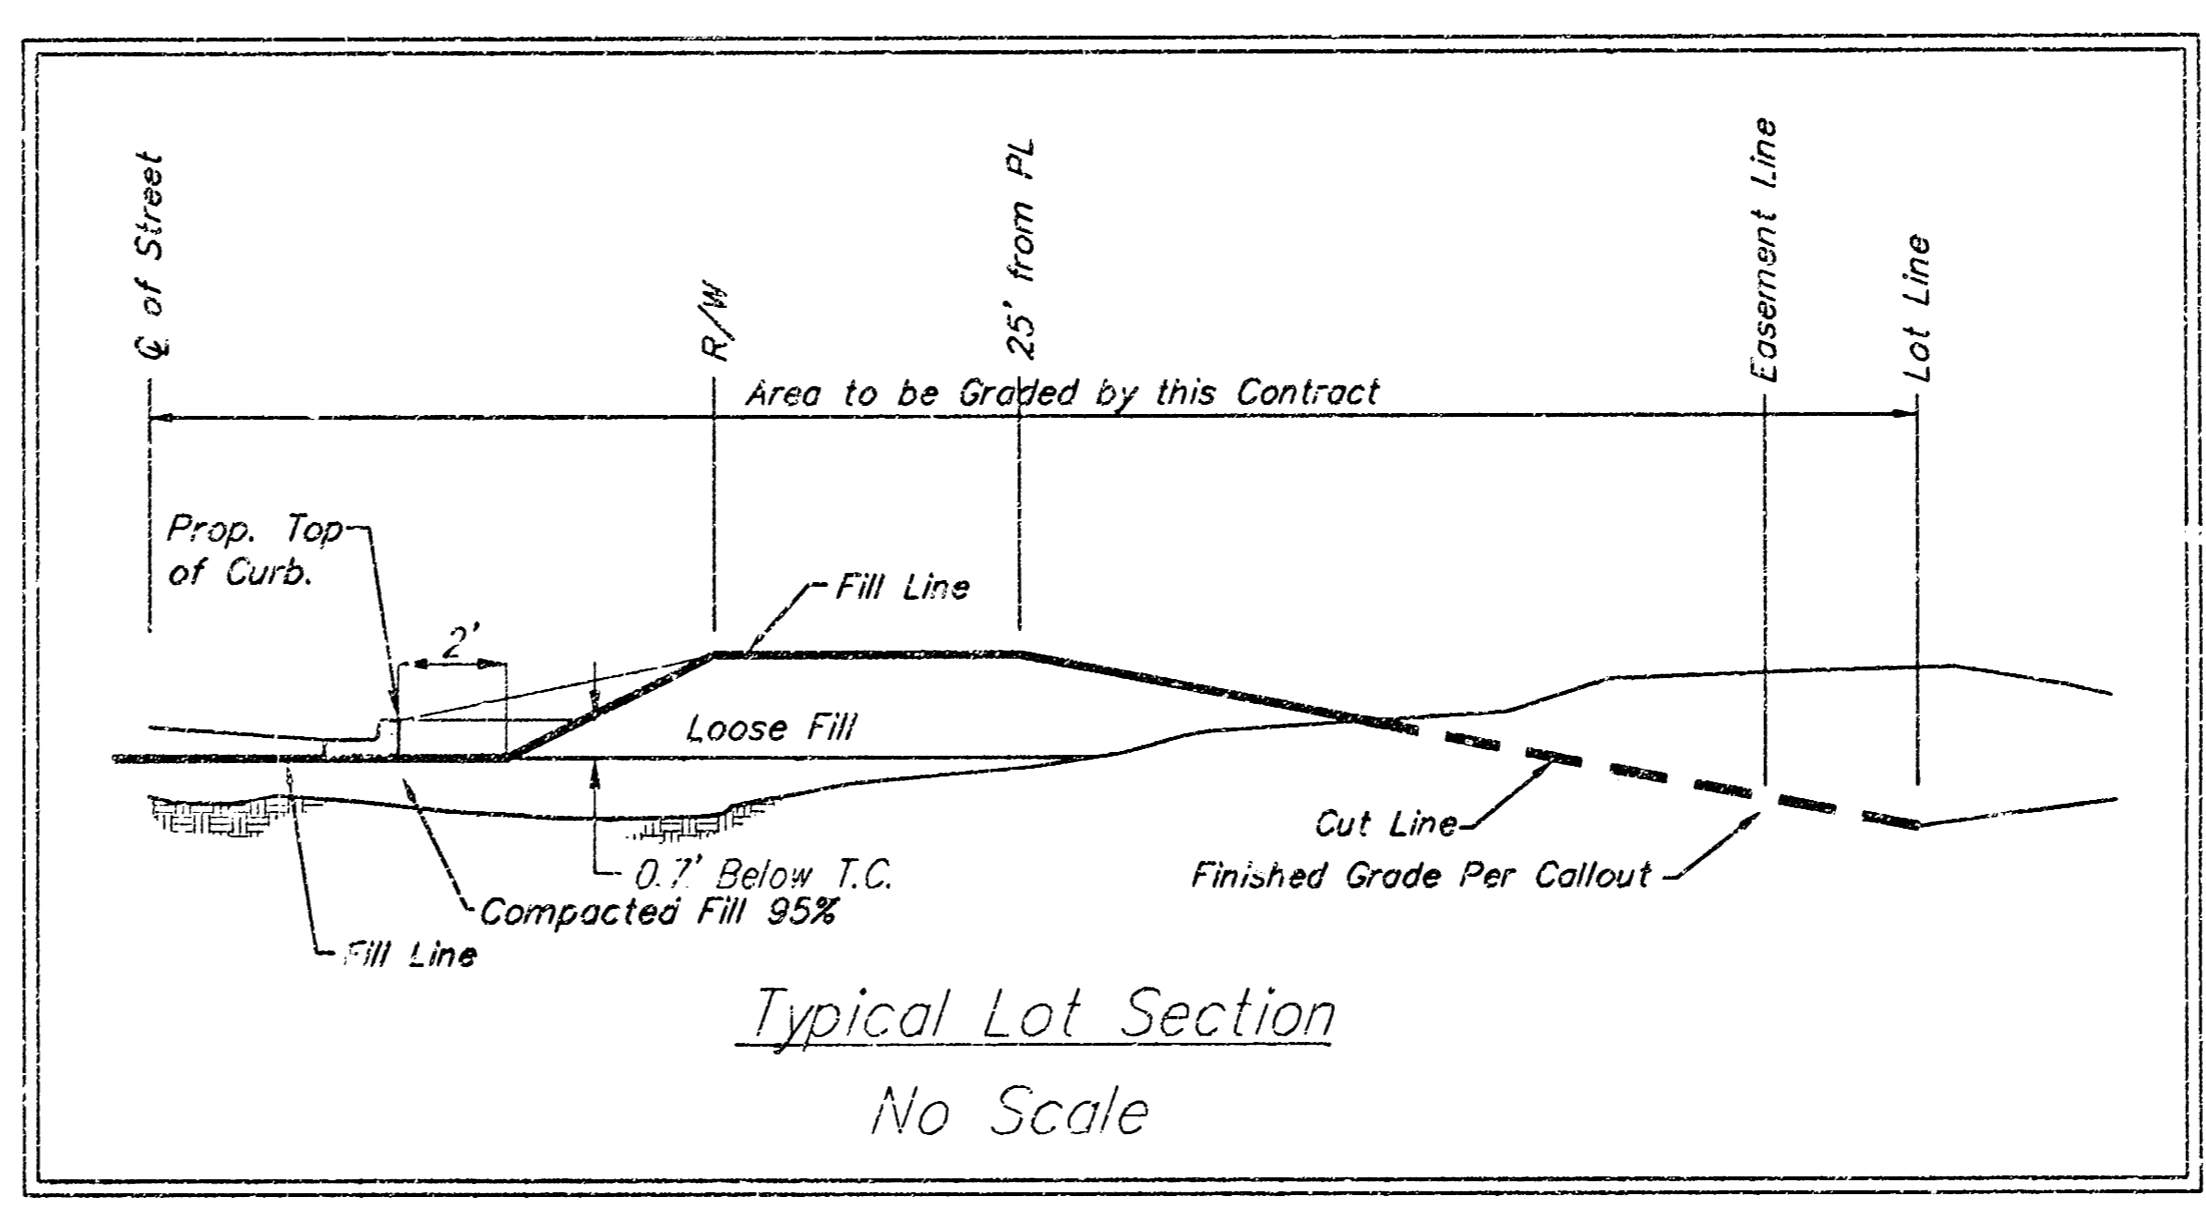 ℄ of Street
R/W
25' from PL
Easement Line
Lot Line
Area to be Graded by this Contract
Prop. Top
of Curb.
2'
Fill Line
Loose Fill
Cut Line
Finished Grade Per Callout
0.7' Below T.C.
Compacted Fill 95%
Fill Line
Typical Lot Section
No Scale